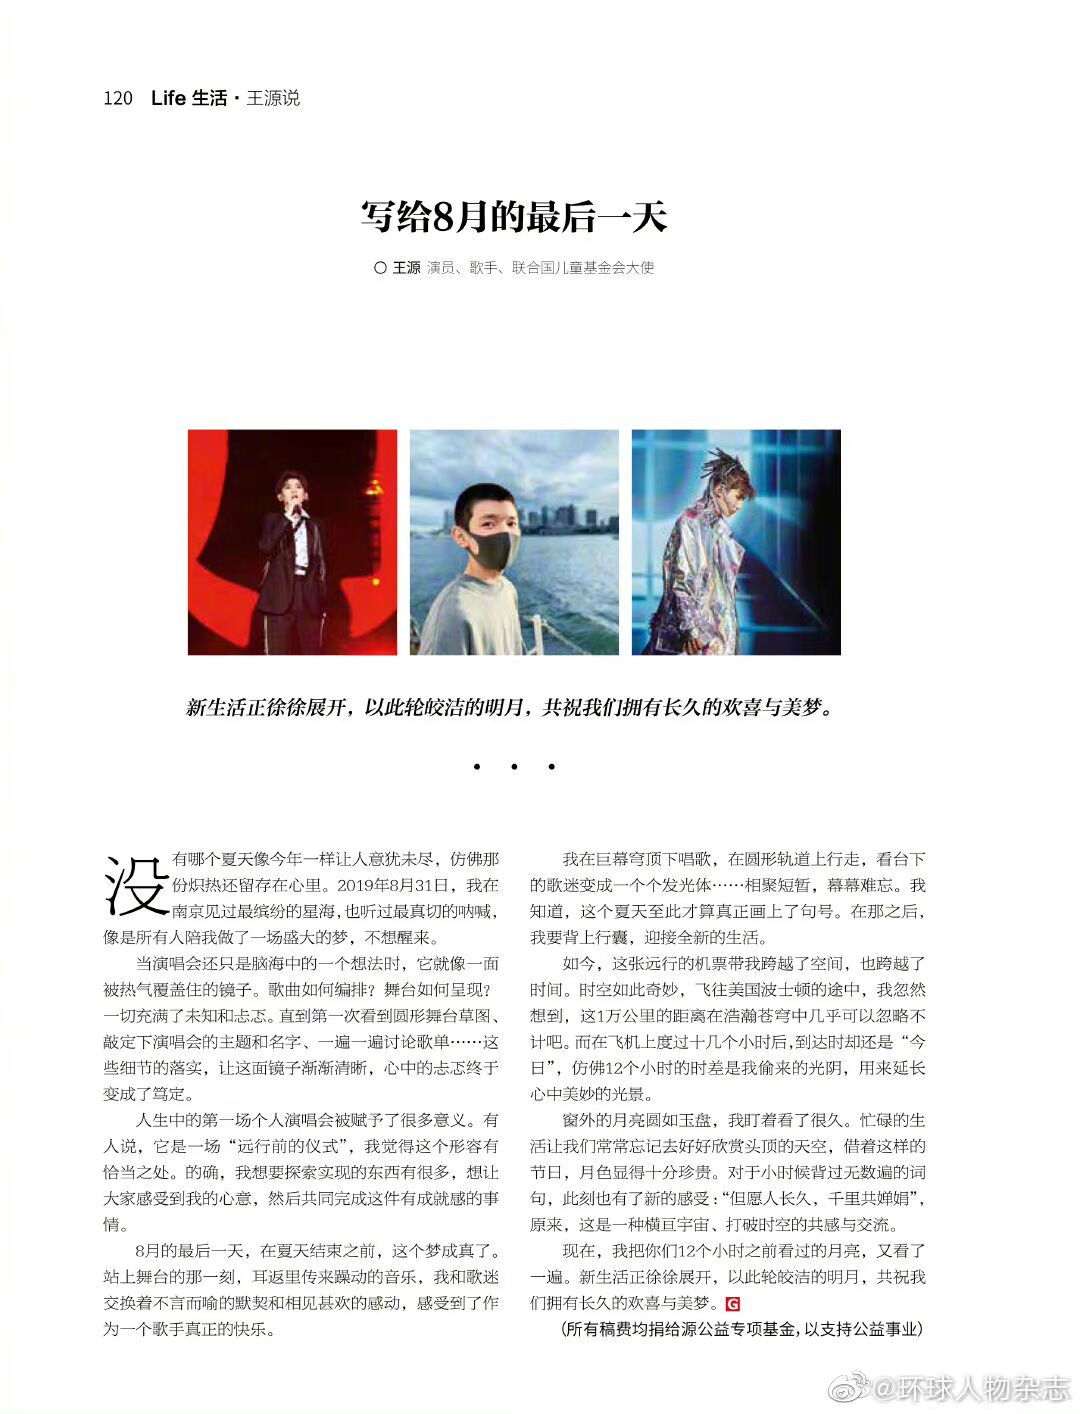 120 Life 生活·王源说
写给8月的最后一天
○ 王源 演员、歌手、联合国儿童基金会大使
新生活正徐徐展开，以此轮皎洁的明月，共祝我们拥有长久的欢喜与美梦。
• • •
没有哪个夏天像今年一样让人意犹未尽，仿佛那
份炽热还留存在心里。2019年8月31日，我在
南京见过最缤纷的星海，也听过最真切的呐喊，
像是所有人陪我做了一场盛大的梦，不想醒来。
当演唱会还只是脑海中的一个想法时，它就像一面
被热气覆盖住的镜子。歌曲如何编排？舞台如何呈现？
一切充满了未知和忐忑。直到第一次看到圆形舞台草图、
敲定下演唱会的主题和名字、一遍一遍讨论歌单……这
些细节的落实，让这面镜子渐渐清晰，心中的忐忑终于
变成了笃定。
人生中的第一场个人演唱会被赋予了很多意义。有
人说，它是一场“远行前的仪式”，我觉得这个形容有
恰当之处。的确，我想要探索实现的东西有很多，想让
大家感受到我的心意，然后共同完成这件有成就感的事
情。
8月的最后一天，在夏天结束之前，这个梦成真了。
站上舞台的那一刻，耳返里传来躁动的音乐，我和歌迷
交换着不言而喻的默契和相见甚欢的感动，感受到了作
为一个歌手真正的快乐。
我在巨幕穹顶下唱歌，在圆形轨道上行走，看台下
的歌迷变成一个个发光体……相聚短暂，幕幕难忘。我
知道，这个夏天至此才算真正画上了句号。在那之后，
我要背上行囊，迎接全新的生活。
如今，这张远行的机票带我跨越了空间，也跨越了
时间。时空如此奇妙，飞往美国波士顿的途中，我忽然
想到，这1万公里的距离在浩瀚苍穹中几乎可以忽略不
计吧。而在飞机上度过十几个小时后，到达时却还是“今
日”，仿佛12个小时的时差是我偷来的光阴，用来延长
心中美妙的光景。
窗外的月亮圆如玉盘，我盯着看了很久。忙碌的生
活让我们常常忘记去好好欣赏头顶的天空，借着这样的
节日，月色显得十分珍贵。对于小时候背过无数遍的词
句，此刻也有了新的感受：“但愿人长久，千里共婵娟”，
原来，这是一种横亘宇宙、打破时空的共感与交流。
现在，我把你们12个小时之前看过的月亮，又看了
一遍。新生活正徐徐展开，以此轮皎洁的明月，共祝我
们拥有长久的欢喜与美梦。G
（所有稿费均捐给源公益专项基金，以支持公益事业）
@环球人物杂志